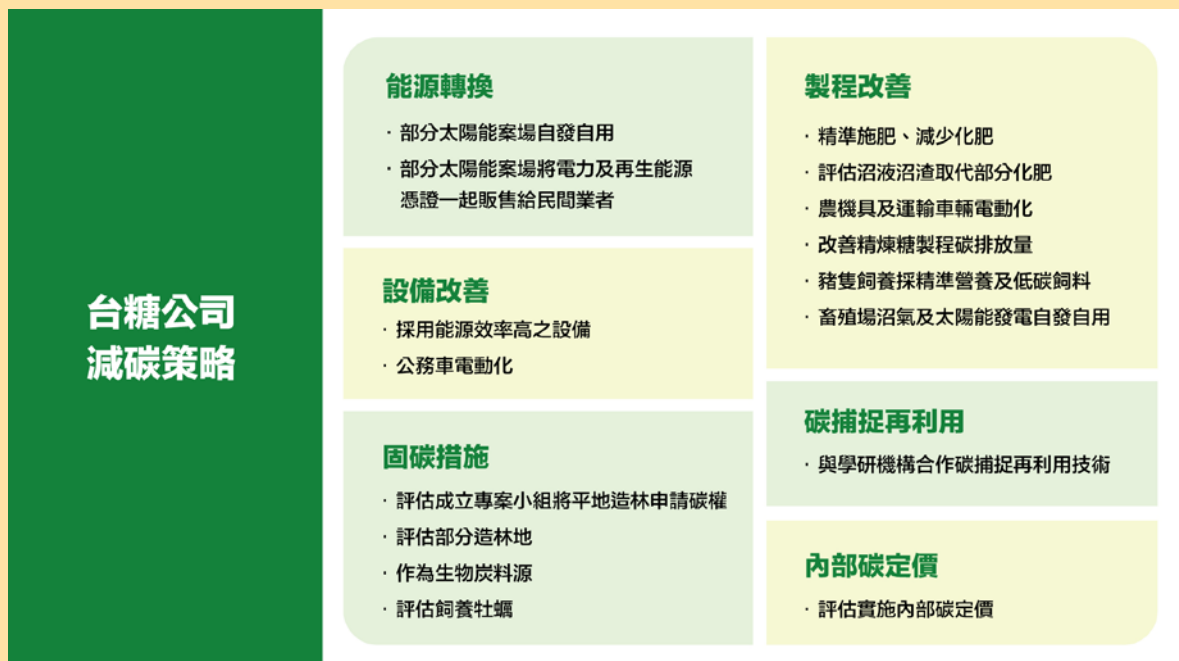 台糖公司
減碳策略
能源轉換
· 部分太陽能案場自發自用
· 部分太陽能案場將電力及再生能源
憑證一起販售給民間業者
設備改善
· 採用能源效率高之設備
· 公務車電動化
固碳措施
· 評估成立專案小組將平地造林申請碳權
· 評估部分造林地
· 作為生物炭料源
· 評估飼養牡蠣
製程改善
· 精準施肥、減少化肥
· 評估沼液沼渣取代部分化肥
· 農機具及運輸車輛電動化
· 改善精煉糖製程碳排放量
· 豬隻飼養採精準營養及低碳飼料
· 畜殖場沼氣及太陽能發電自發自用
碳捕捉再利用
· 與學研機構合作碳捕捉再利用技術
內部碳定價
· 評估實施內部碳定價